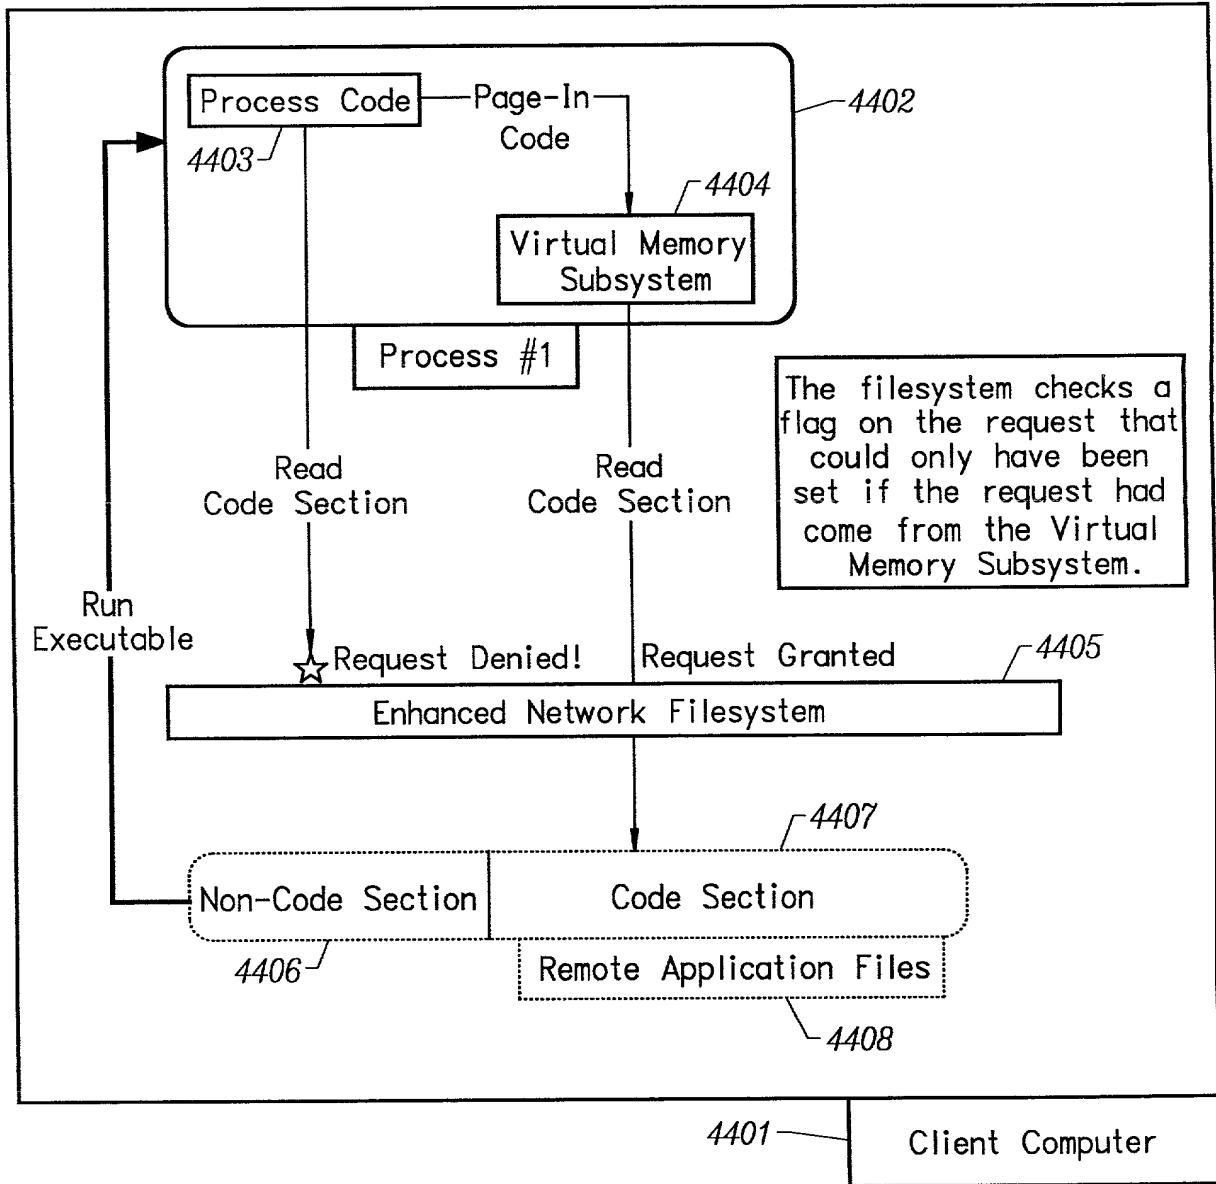 Process Code
Page-In
Code
4402
4403
4404
Virtual Memory
Subsystem
Process #1
The filesystem checks a
flag on the request that
could only have been
set if the request had
come from the Virtual
Memory Subsystem.
Read
Code Section
Read
Code Section
Run
Executable
Request Denied!
Request Granted
4405
Enhanced Network Filesystem
4407
Non-Code Section
Code Section
4406
Remote Application Files
4408
4401
Client Computer